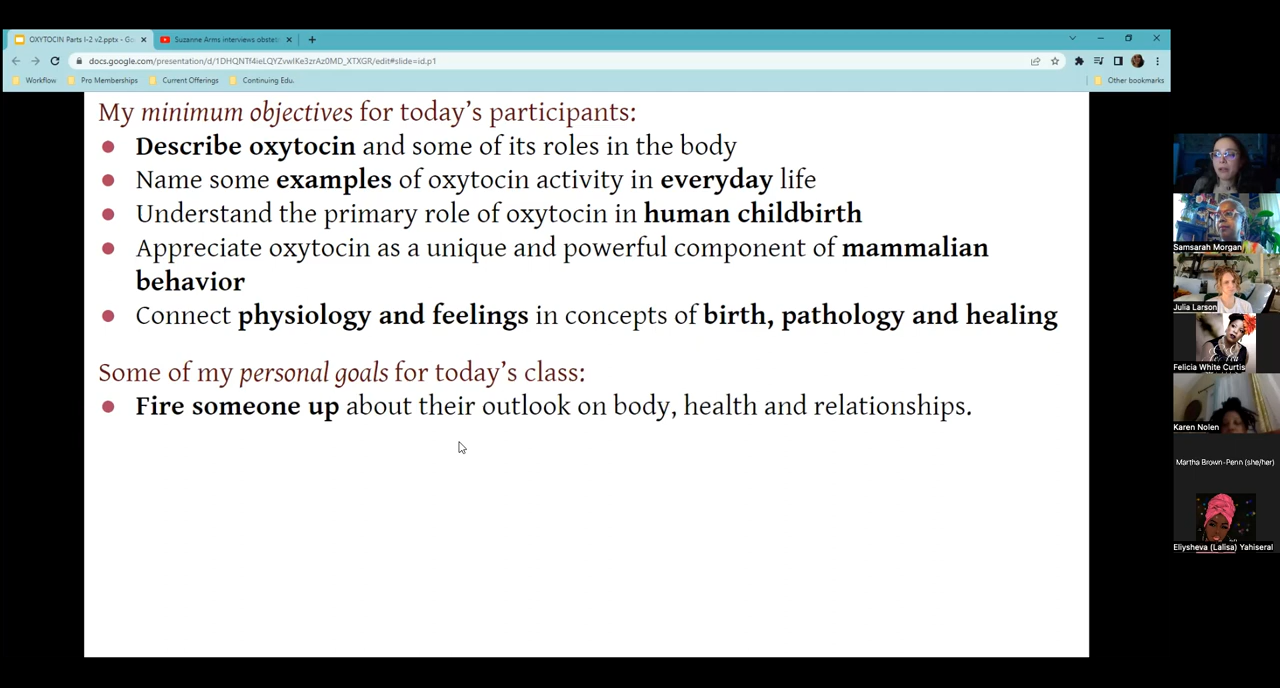 OXYTOCIN Parts I-2 v2.pptx - Go
Suzanne Arms interviews obstet
docs.google.com/presentation/d/1DHQNTf4ieLQYZvwIKe3zrAz0MD_XTXGR/edit#slide=id.p1
Workflow Pro Memberships Current Offerings Continuing Edu. Other bookmarks
My minimum objectives for today's participants:
● Describe oxytocin and some of its roles in the body
● Name some examples of oxytocin activity in everyday life
● Understand the primary role of oxytocin in human childbirth
● Appreciate oxytocin as a unique and powerful component of mammalian
behavior
● Connect physiology and feelings in concepts of birth, pathology and healing
Some of my personal goals for today's class:
● Fire someone up about their outlook on body, health and relationships.
Samsarah Morgan
Julia Larson
Felicia White Curtis
Karen Nolen
Martha Brown-Penn (she/her)
Eliysheva (Lalisa) Yahiseral